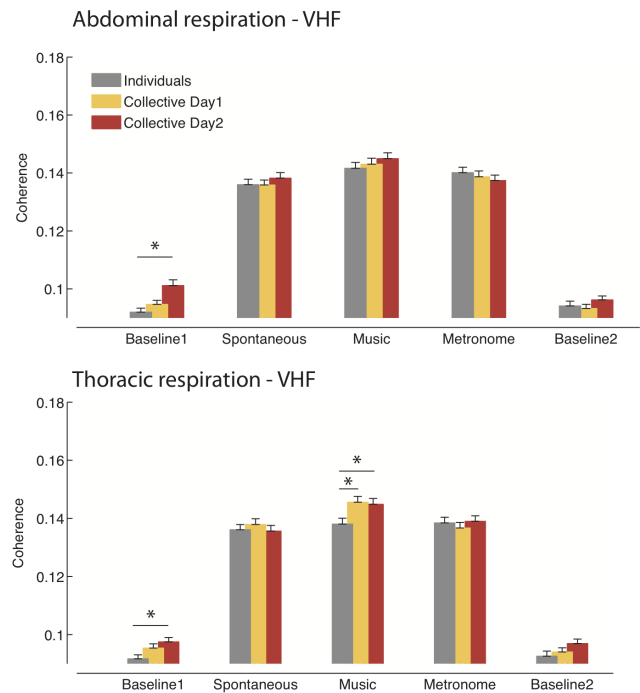 Abdominal respiration - VHF
0.18
Individuals
Collective Day1
0.16
Collective Day2
0.14
Coherence
0.12
*
0.1
Baseline1 Spontaneous Music Metronome Baseline2
Thoracic respiration - VHF
0.18
*
0.16
*
0.14
Coherence
0.12
*
0.1
Baseline1 Spontaneous Music Metronome Baseline2